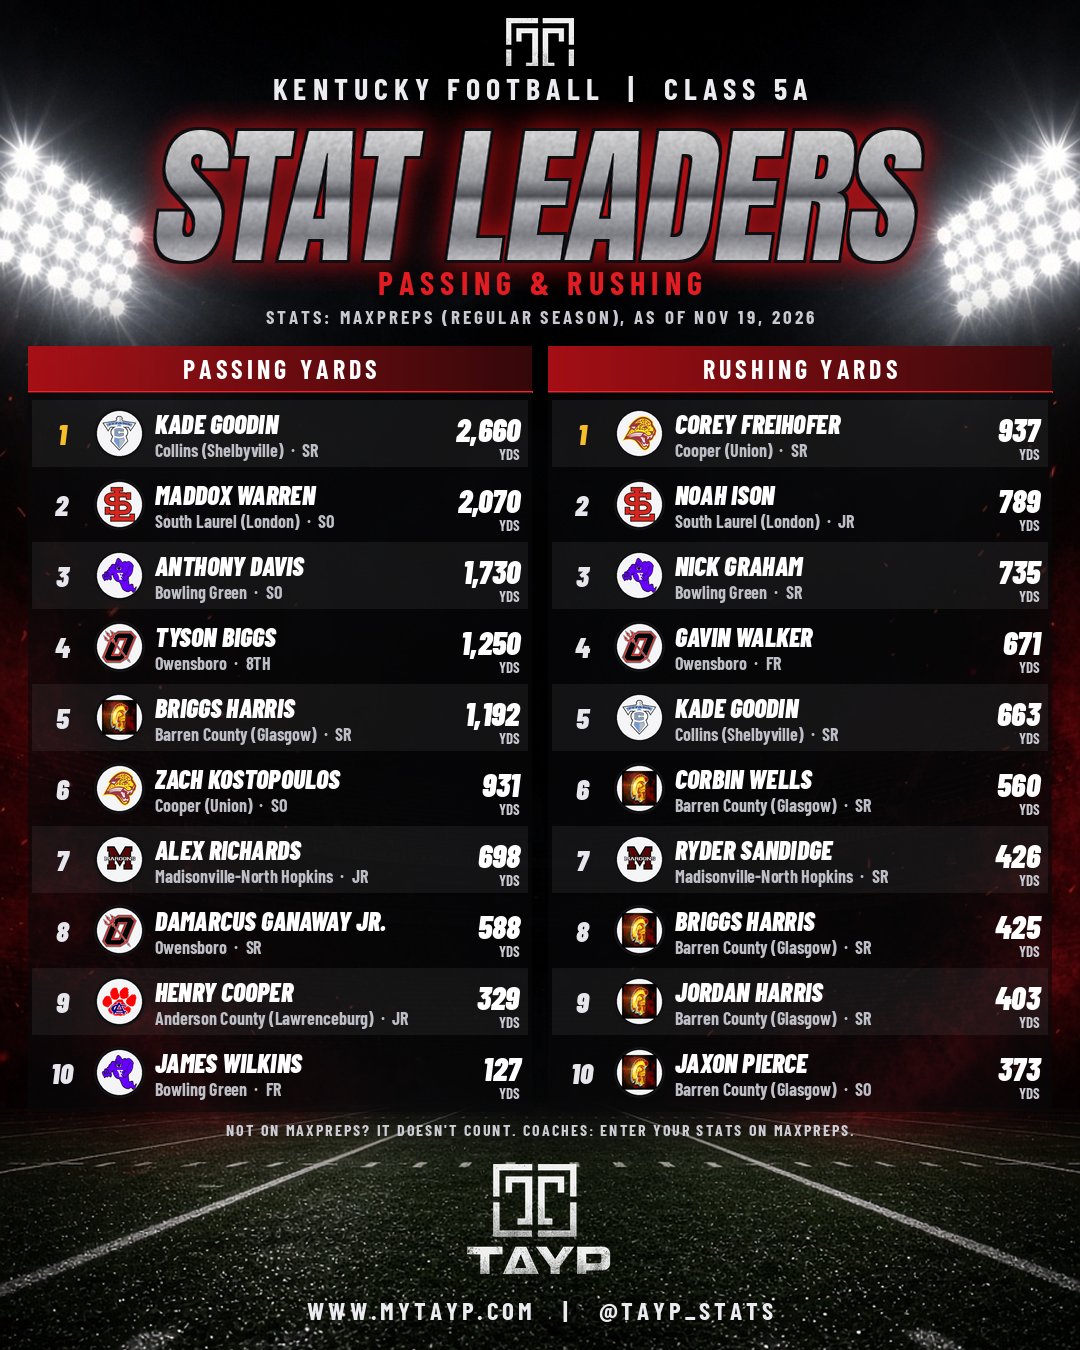 KENTUCKY FOOTBALL | CLASS 5A
STAT LEADERS
PASSING & RUSHING
STATS: MAXPREPS (REGULAR SEASON), AS OF NOV 19, 2026
PASSING YARDS
1 KADE GOODIN 2,660
Collins (Shelbyville) · SR YDS
2 MADDOX WARREN 2,070
South Laurel (London) · SO YDS
3 ANTHONY DAVIS 1,730
Bowling Green · SO YDS
4 TYSON BIGGS 1,250
Owensboro · 8TH YDS
5 BRIGGS HARRIS 1,192
Barren County (Glasgow) · SR YDS
6 ZACH KOSTOPOULOS 931
Cooper (Union) · SO YDS
7 ALEX RICHARDS 698
Madisonville-North Hopkins · JR YDS
8 DAMARCUS GANAWAY JR. 588
Owensboro · SR YDS
9 HENRY COOPER 329
Anderson County (Lawrenceburg) · JR YDS
10 JAMES WILKINS 127
Bowling Green · FR YDS
RUSHING YARDS
1 COREY FREIHOFER 937
Cooper (Union) · SR YDS
2 NOAH ISON 789
South Laurel (London) · JR YDS
3 NICK GRAHAM 735
Bowling Green · SR YDS
4 GAVIN WALKER 671
Owensboro · FR YDS
5 KADE GOODIN 663
Collins (Shelbyville) · SR YDS
6 CORBIN WELLS 560
Barren County (Glasgow) · SR YDS
7 RYDER SANDIDGE 426
Madisonville-North Hopkins · SR YDS
8 BRIGGS HARRIS 425
Barren County (Glasgow) · SR YDS
9 JORDAN HARRIS 403
Barren County (Glasgow) · SR YDS
10 JAXON PIERCE 373
Barren County (Glasgow) · SO YDS
NOT ON MAXPREPS? IT DOESN'T COUNT. COACHES: ENTER YOUR STATS ON MAXPREPS.
TAYP
WWW.MYTAYP.COM | @TAYP_STATS